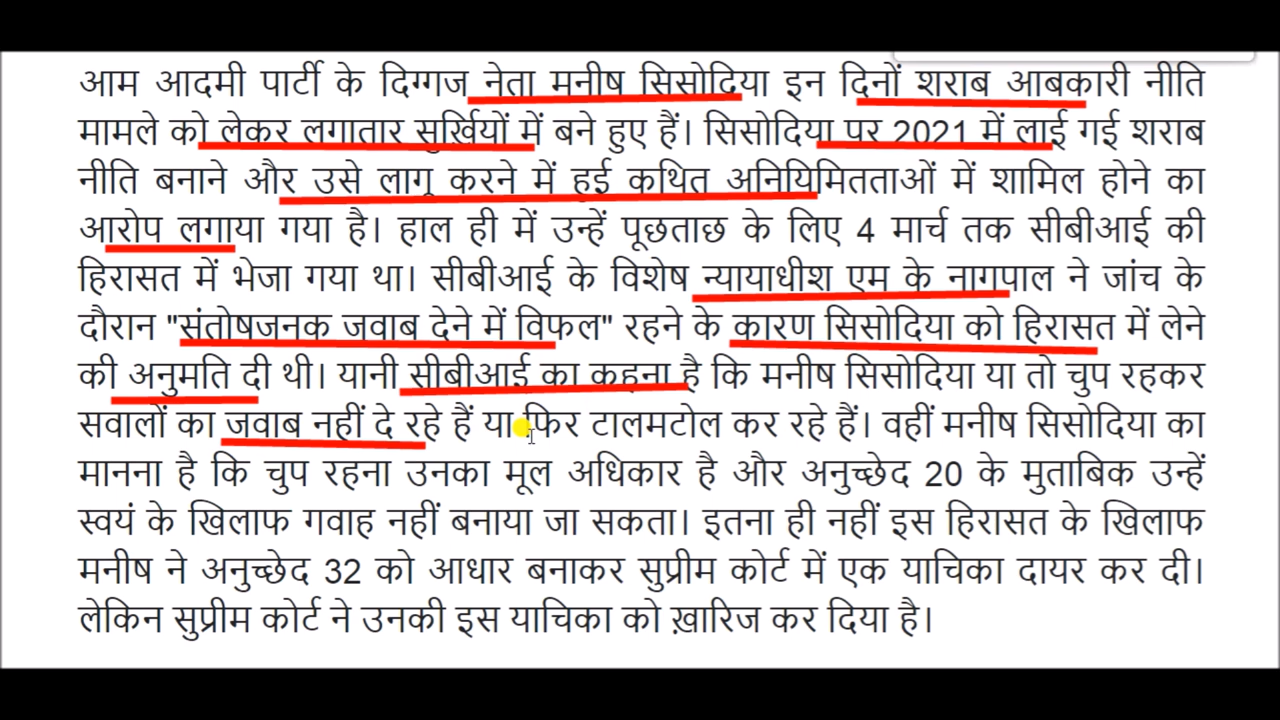 आम आदमी पार्टी के दिग्गज नेता मनीष सिसोदिया इन दिनों शराब आबकारी नीति
मामले को लेकर लगातार सुर्ख़ियों में बने हुए हैं। सिसोदिया पर 2021 में लाई गई शराब
नीति बनाने और उसे लागू करने में हुई कथित अनियिमितताओं में शामिल होने का
आरोप लगाया गया है। हाल ही में उन्हें पूछताछ के लिए 4 मार्च तक सीबीआई की
हिरासत में भेजा गया था। सीबीआई के विशेष न्यायाधीश एम के नागपाल ने जांच के
दौरान "संतोषजनक जवाब देने में विफल" रहने के कारण सिसोदिया को हिरासत में लेने
की अनुमति दी थी। यानी सीबीआई का कहना है कि मनीष सिसोदिया या तो चुप रहकर
सवालों का जवाब नहीं दे रहे हैं या फिर टालमटोल कर रहे हैं। वहीं मनीष सिसोदिया का
मानना है कि चुप रहना उनका मूल अधिकार है और अनुच्छेद 20 के मुताबिक उन्हें
स्वयं के खिलाफ गवाह नहीं बनाया जा सकता। इतना ही नहीं इस हिरासत के खिलाफ
मनीष ने अनुच्छेद 32 को आधार बनाकर सुप्रीम कोर्ट में एक याचिका दायर कर दी।
लेकिन सुप्रीम कोर्ट ने उनकी इस याचिका को ख़ारिज कर दिया है।